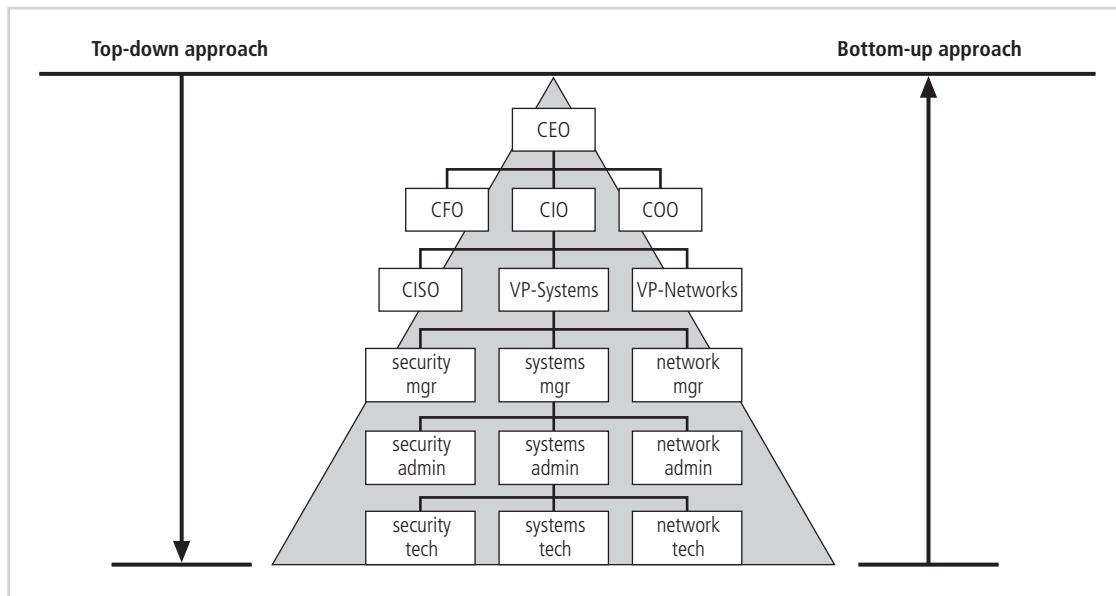 Top-down approach
Bottom-up approach
CEO
CFO
CIO
COO
CISO
VP-Systems
VP-Networks
security
mgr
systems
mgr
network
mgr
security
admin
systems
admin
network
admin
security
tech
systems
tech
network
tech